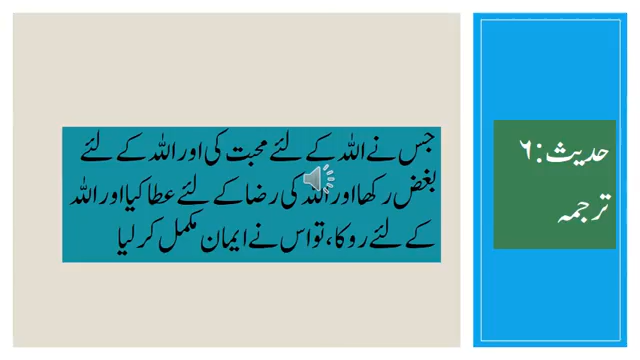 حدیث:۶
ترجمہ
جس نے اللہ کے لئے محبت کی اور اللہ کے لئے
بغض رکھا اور اللہ کی رضا کے لئے عطا کیا اور اللہ
کے لئے روکا، تو اس نے ایمان مکمل کر لیا